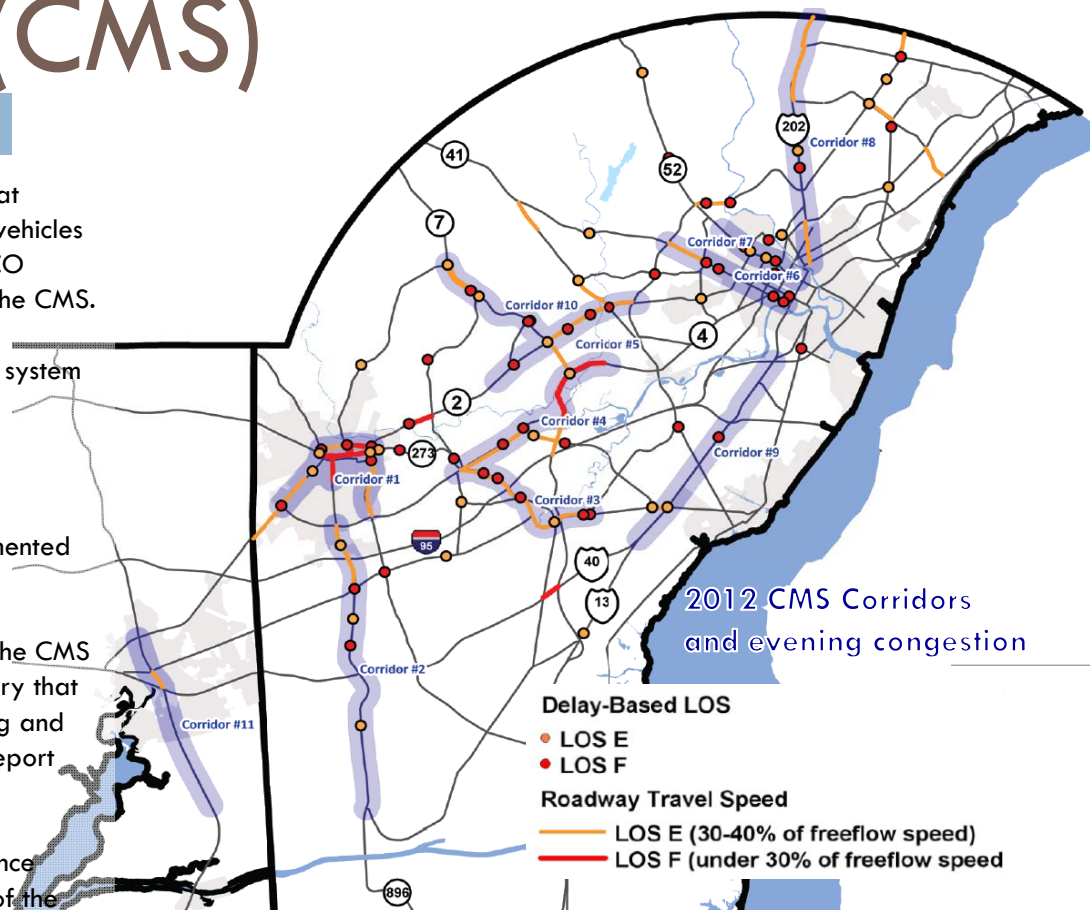 (CMS)
at
vehicles
CO
he CMS.
system
nented
he CMS
ry that
g and
eport
nce
of the
202
Corridor #8
41
52
7
Corridor #7
Corridor #6
Corridor #10
4
Corridor #5
2
Corridor #4
273
Corridor #9
Corridor #1
Corridor #3
95
40
13
2012 CMS Corridors
and evening congestion
Corridor #2
Corridor #11
Delay-Based LOS
LOS E
LOS F
Roadway Travel Speed
LOS E (30-40% of freeflow speed)
LOS F (under 30% of freeflow speed
896